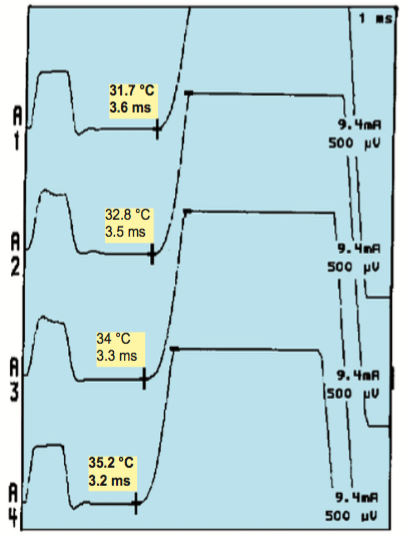 1 ms
31.7 °C
3.6 ms
A
1
9.4mA
500 µV
32.8 °C
3.5 ms
A
2
9.4mA
500 µV
34 °C
3.3 ms
A
3
9.4mA
500 µV
35.2 °C
3.2 ms
A
4
9.4mA
500 µV